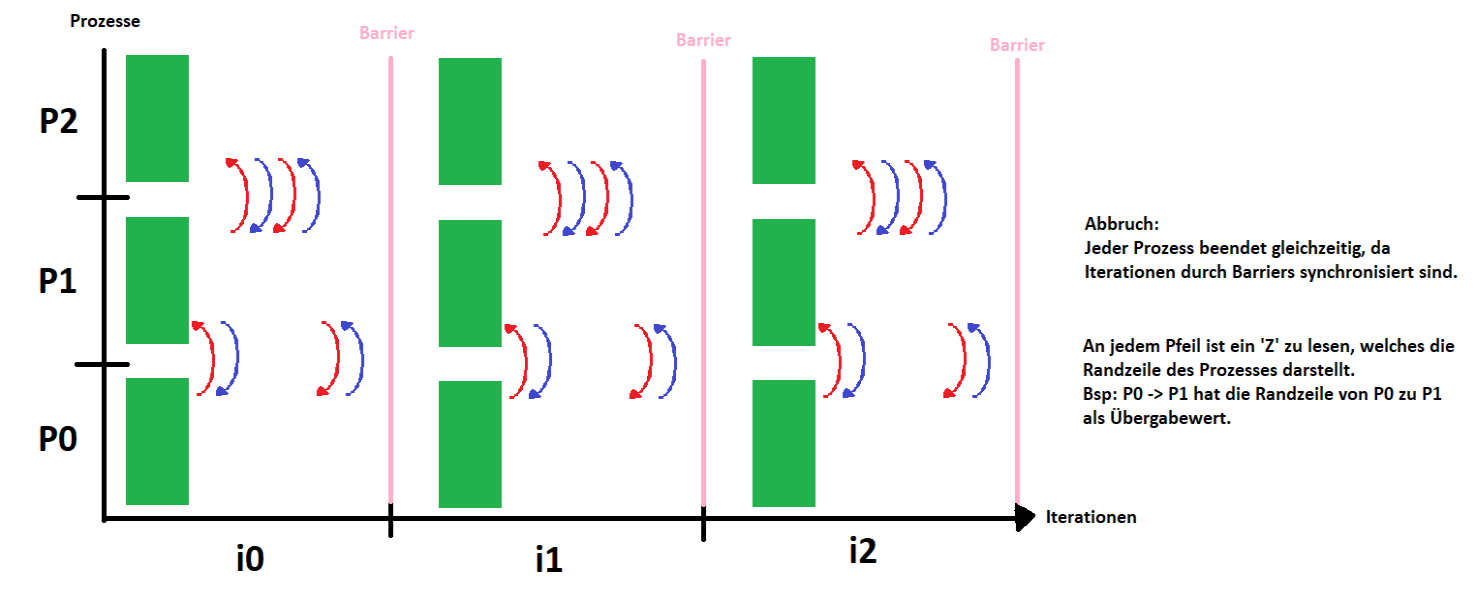 Prozesse
Barrier
Barrier
Barrier
P2
P1
P0
Abbruch:
Jeder Prozess beendet gleichzeitig, da
Iterationen durch Barriers synchronisiert sind.
An jedem Pfeil ist ein 'Z' zu lesen, welches die
Randzeile des Prozesses darstellt.
Bsp: P0 -> P1 hat die Randzeile von P0 zu P1
als Übergabewert.
Iterationen
i0
i1
i2